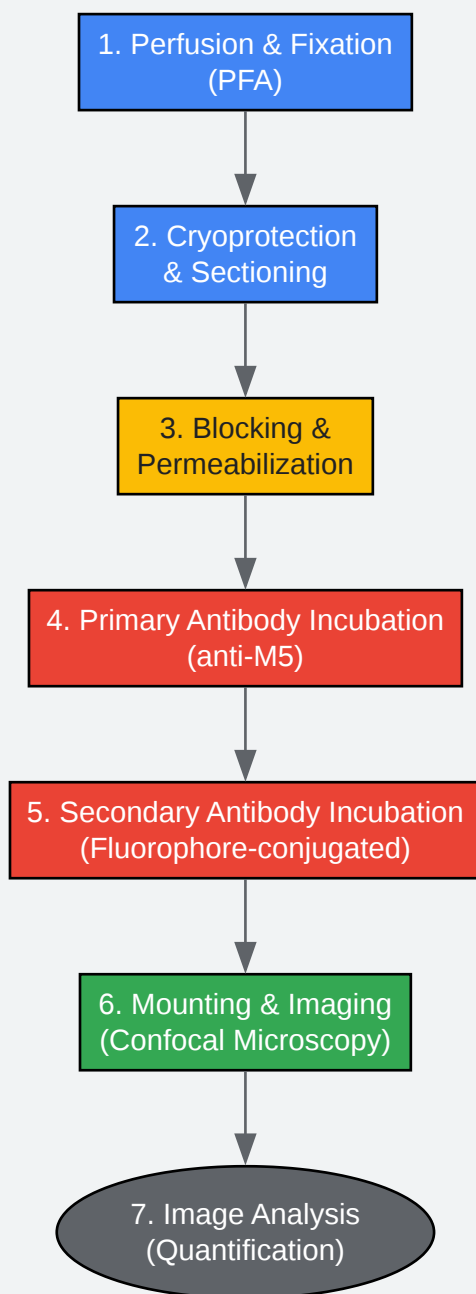 1. Perfusion & Fixation
(PFA)
2. Cryoprotection
& Sectioning
3. Blocking &
Permeabilization
4. Primary Antibody Incubation
(anti-M5)
5. Secondary Antibody Incubation
(Fluorophore-conjugated)
6. Mounting & Imaging
(Confocal Microscopy)
7. Image Analysis
(Quantification)